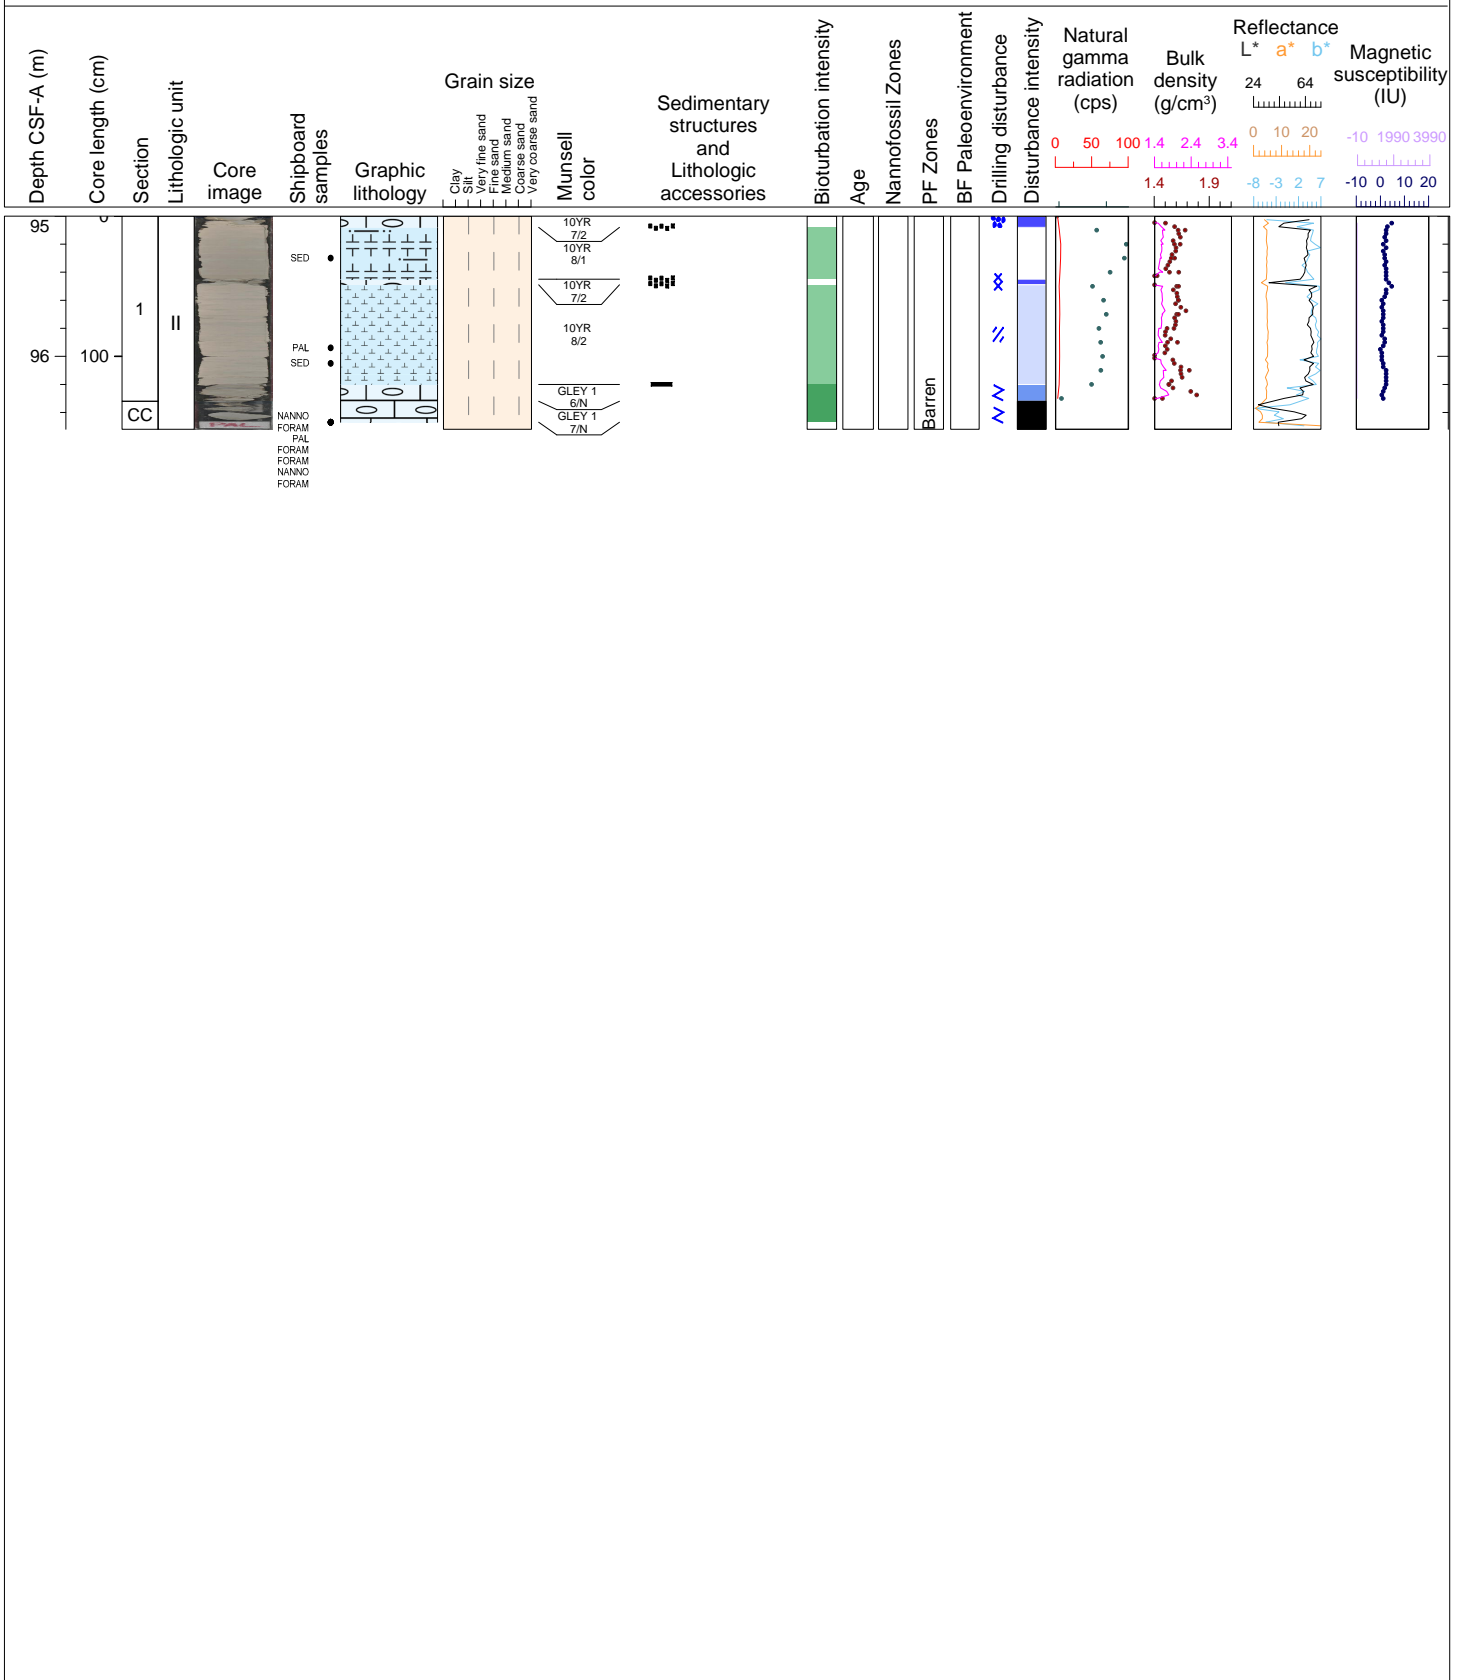 Depth CSF-A (m)
Core length (cm)
Section
Lithologic unit
Core
image
Shipboard
samples
Graphic
lithology
Grain size
Clay
Silt
Very fine sand
Fine sand
Medium sand
Coarse sand
Very coarse sand
Munsell
color
Sedimentary
structures
and
Lithologic
accessories
Bioturbation intensity
Age
Nannofossil Zones
PF Zones
BF Paleoenvironment
Drilling disturbance
Disturbance intensity
Natural
gamma
radiation
(cps)
0 50 100
Bulk
density
(g/cm³)
1.4 2.4 3.4
1.4 1.9
Reflectance
L* a* b*
24 64
0 10 20
-8 -3 2 7
Magnetic
susceptibility
(IU)
-10 1990 3990
-10 0 10 20
95
96
0
100
1
CC
II
PAL
SED
PAL
SED
NANNO
FORAM
PAL
FORAM
FORAM
NANNO
FORAM
10YR
7/2
10YR
8/1
10YR
7/2
10YR
8/2
GLEY 1
6/N
GLEY 1
7/N
Barren